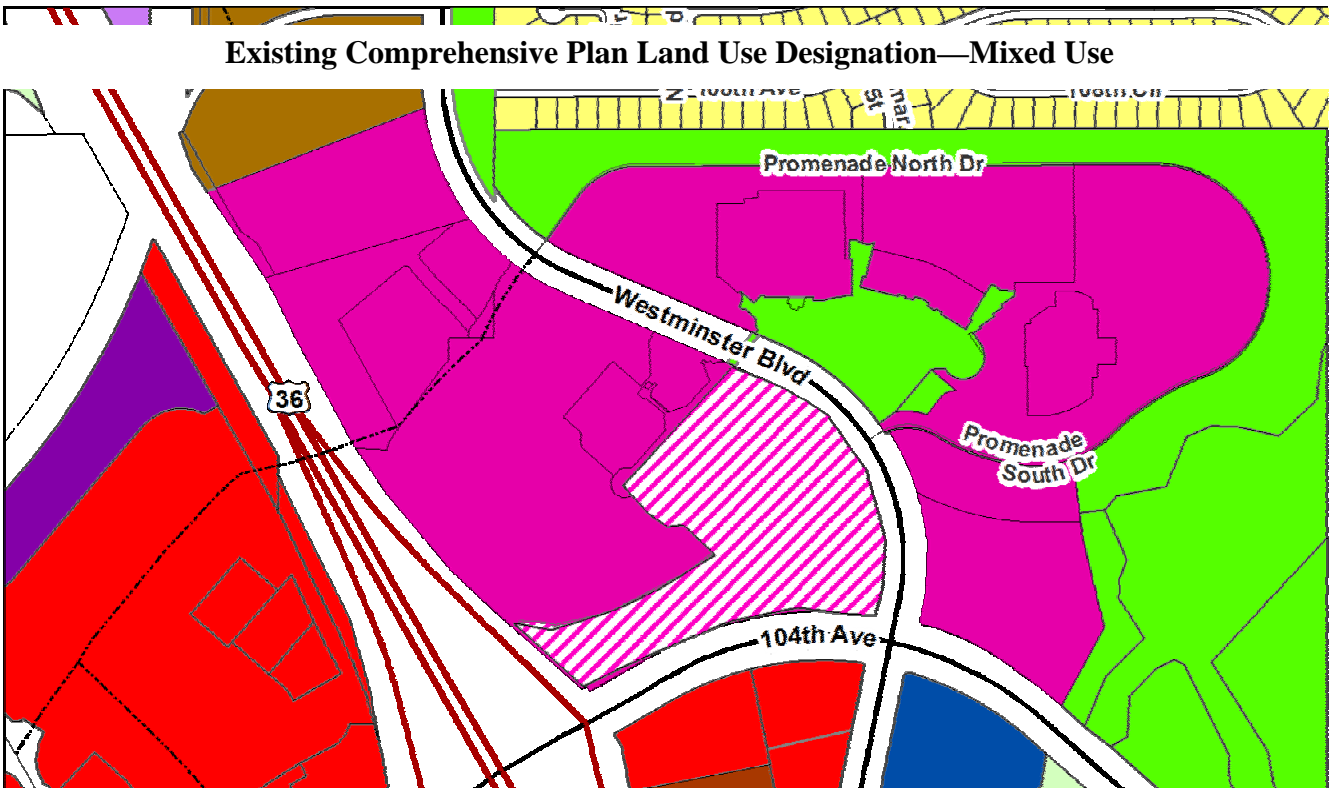 Existing Comprehensive Plan Land Use Designation—Mixed Use
Promenade North Dr
Westminster Blvd
36
Promenade
South Dr
104th Ave